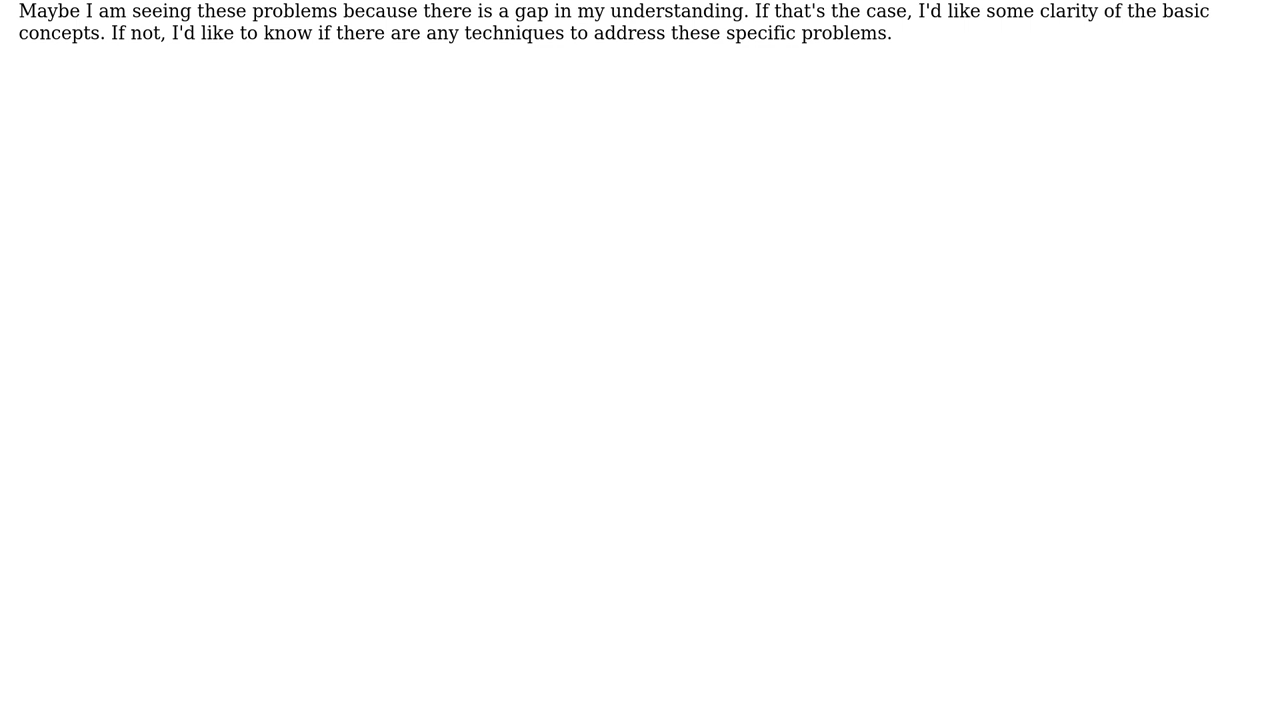 Maybe I am seeing these problems because there is a gap in my understanding. If that's the case, I'd like some clarity of the basic
concepts. If not, I'd like to know if there are any techniques to address these specific problems.